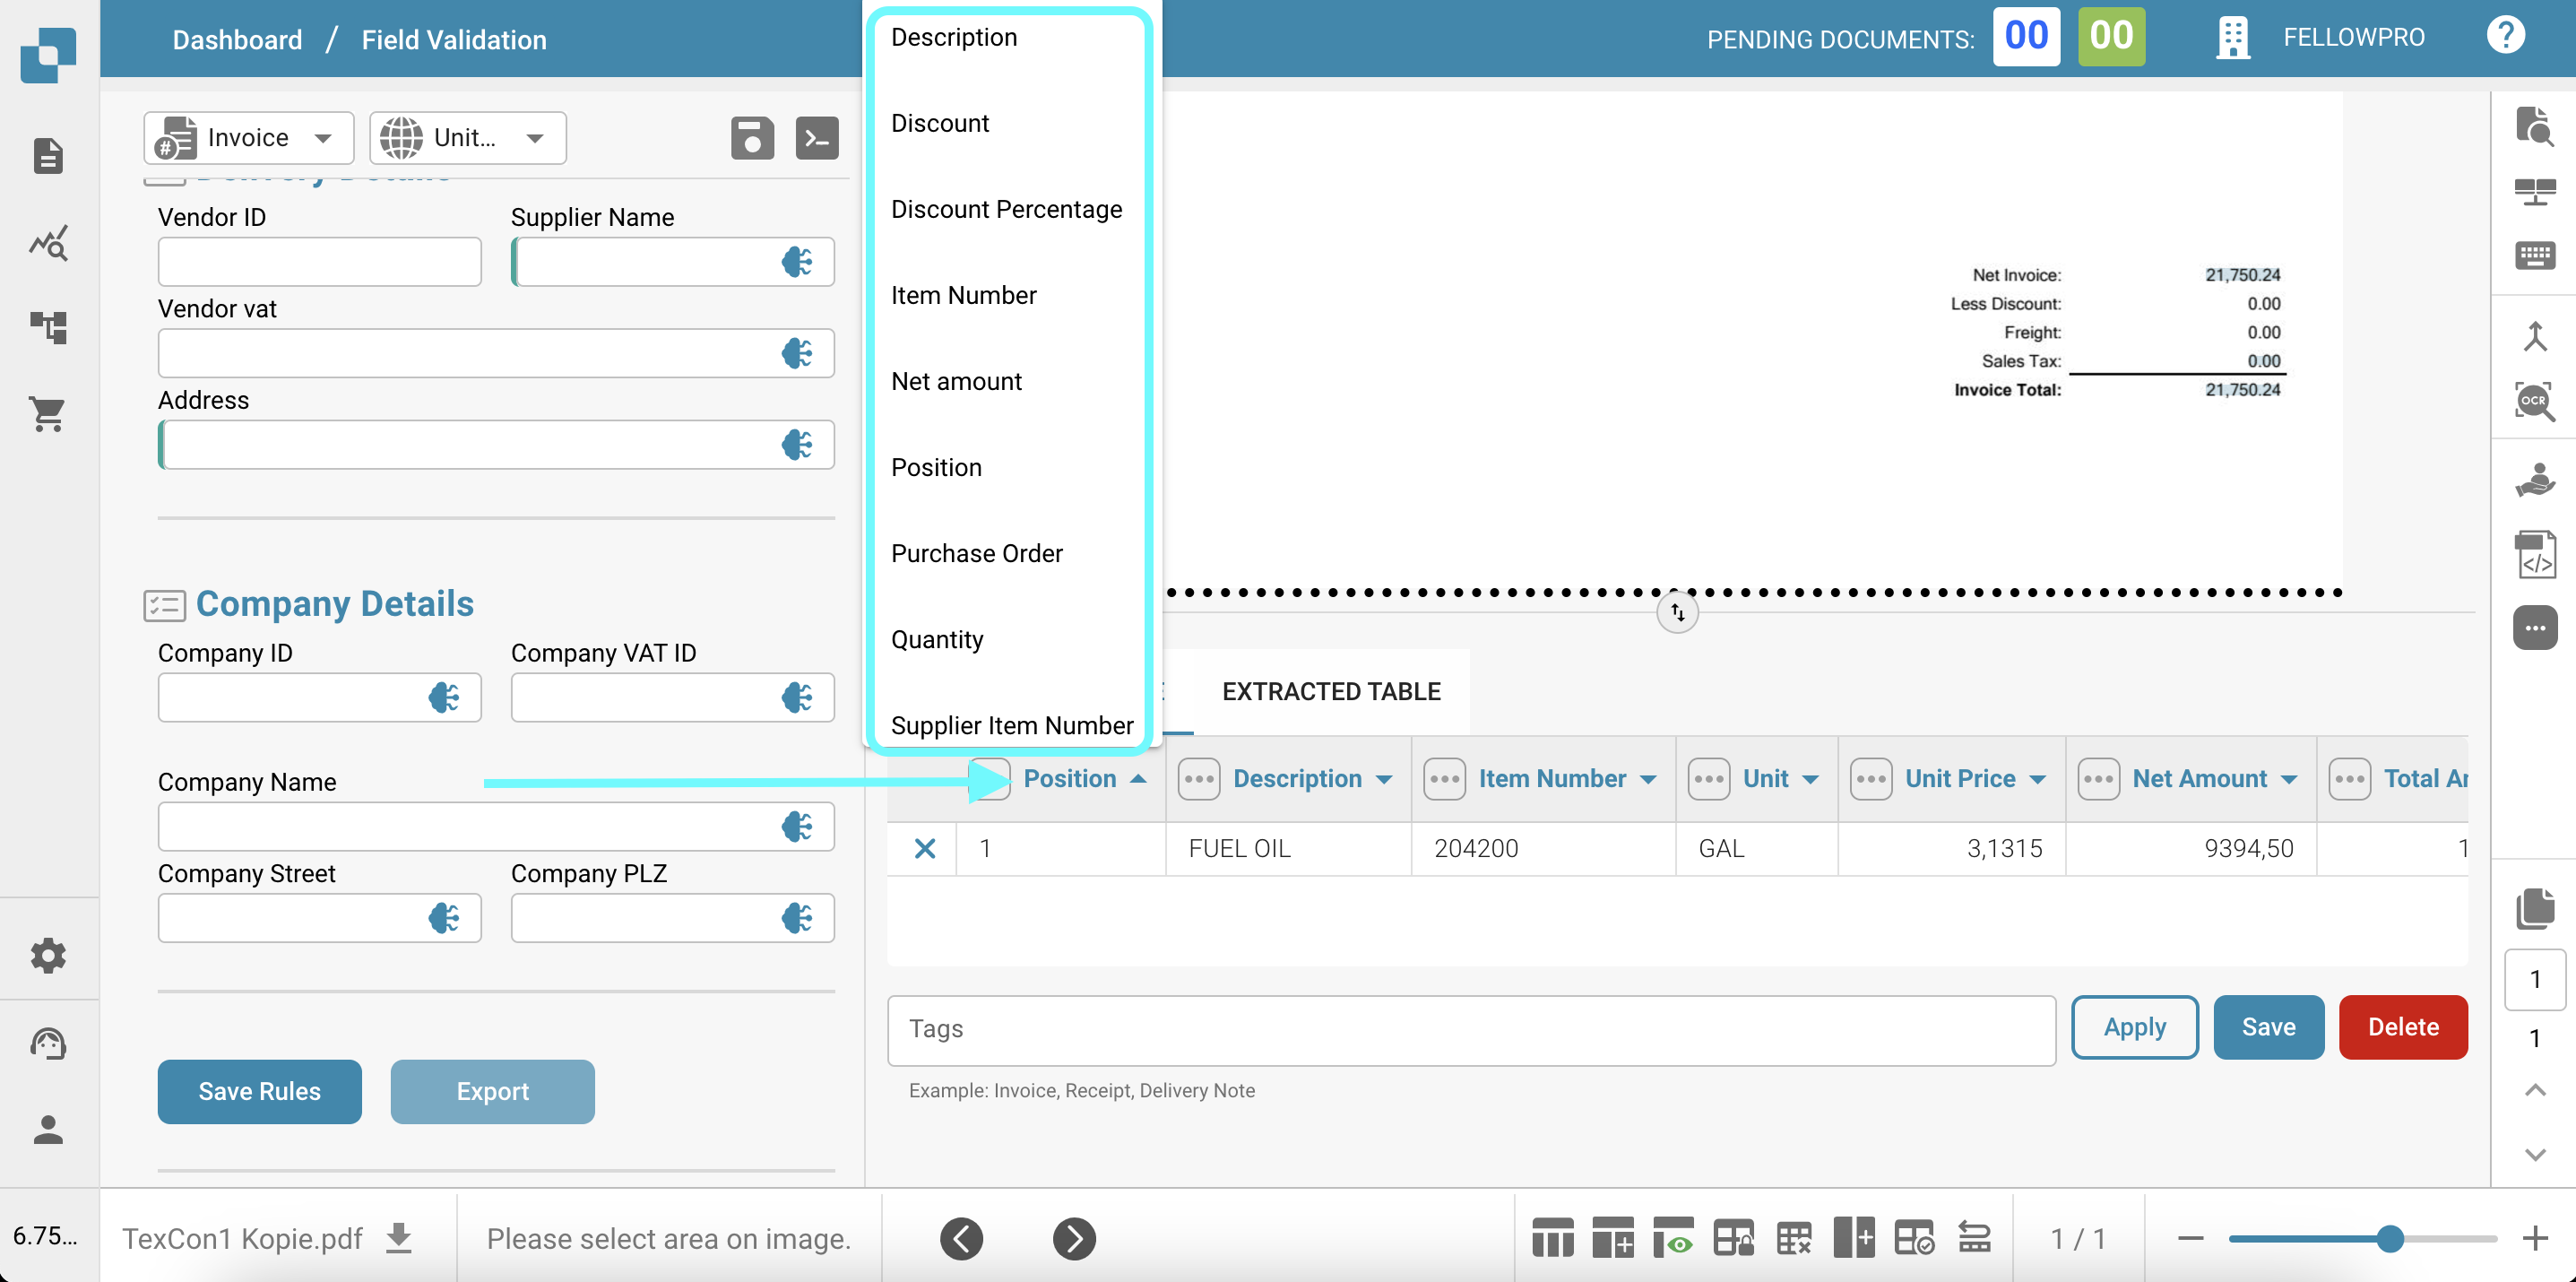 Dashboard / Field Validation
PENDING DOCUMENTS: 00 00 FELLOWPRO ?
# Invoice
Unit...
Vendor ID
Supplier Name
Vendor vat
Address
Company Details
Company ID
Company VAT ID
Company Name
Company Street
Company PLZ
Save Rules
Export
Description
Discount
Discount Percentage
Item Number
Net amount
Position
Purchase Order
Quantity
Supplier Item Number
Net Invoice: 21,750.24
Less Discount: 0.00
Freight: 0.00
Sales Tax: 0.00
Invoice Total: 21,750.24
OCR
EXTRACTED TABLE
Position Description Item Number Unit Unit Price Net Amount Total Ar
1 FUEL OIL 204200 GAL 3,1315 9394,50 1
Tags
Example: Invoice, Receipt, Delivery Note
Apply
Save
Delete
1
1
6.75...
TexCon1 Kopie.pdf
Please select area on image.
1 / 1